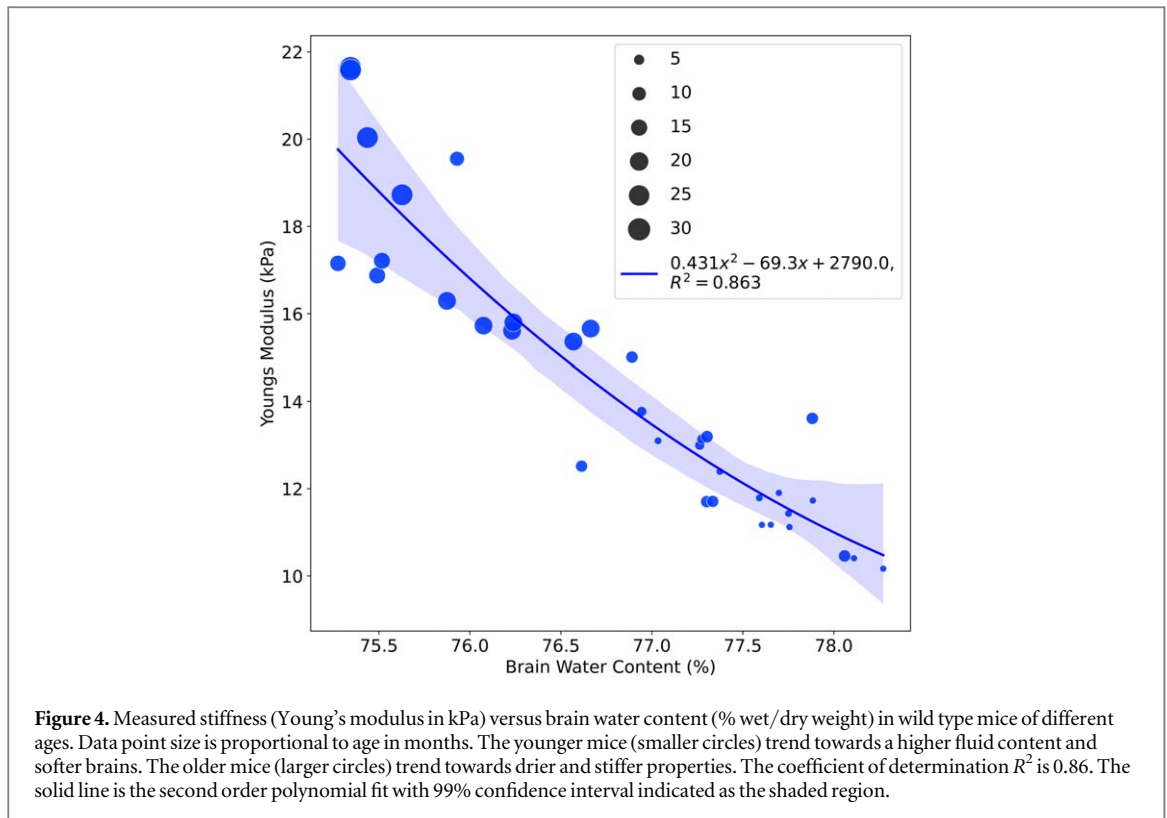 22
20
18
16
14
12
10
Youngs Modulus (kPa)
5
10
15
20
25
30
0.431x² − 69.3x + 2790.0,
R² = 0.863
75.5 76.0 76.5 77.0 77.5 78.0
Brain Water Content (%)
Figure 4. Measured stiffness (Young's modulus in kPa) versus brain water content (% wet/dry weight) in wild type mice of different
ages. Data point size is proportional to age in months. The younger mice (smaller circles) trend towards a higher fluid content and
softer brains. The older mice (larger circles) trend towards drier and stiffer properties. The coefficient of determination R² is 0.86. The
solid line is the second order polynomial fit with 99% confidence interval indicated as the shaded region.